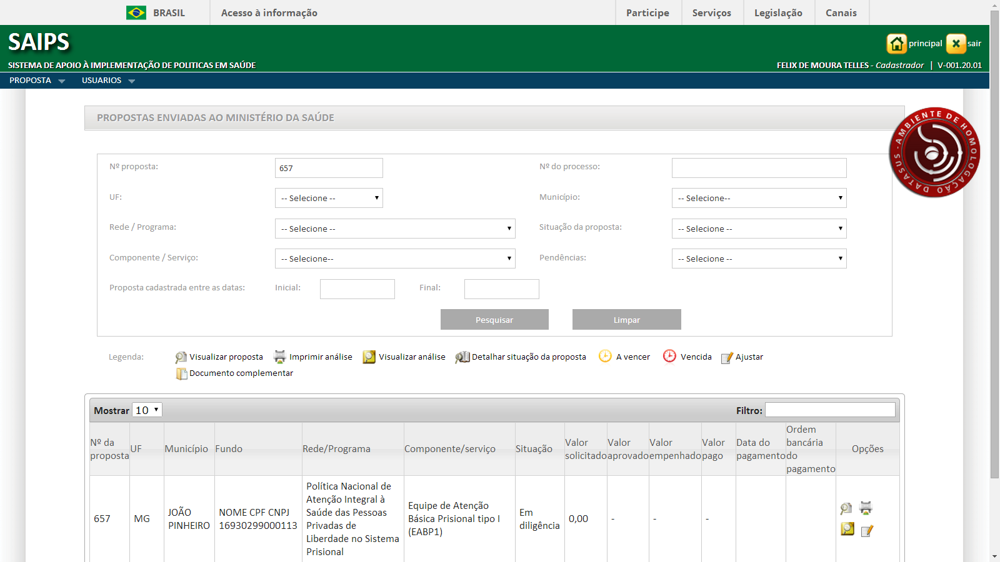 BRASIL Acesso à informação Participe Serviços Legislação Canais
SAIPS
principal sair
SISTEMA DE APOIO À IMPLEMENTAÇÃO DE POLITICAS EM SAÚDE
FELIX DE MOURA TELLES - Cadastrador | V-001.20.01
PROPOSTA USUARIOS
PROPOSTAS ENVIADAS AO MINISTÉRIO DA SAÚDE
AMBIENTE DE HOMOLOGAÇÃO DATASUS -
Nº proposta: 657 Nº do processo:
UF: -- Selecione -- Município: -- Selecione--
Rede / Programa: -- Selecione -- Situação da proposta: -- Selecione --
Componente / Serviço: -- Selecione-- Pendências: -- Selecione --
Proposta cadastrada entre as datas: Inicial: Final:
Pesquisar Limpar
Legenda: Visualizar proposta Imprimir análise Visualizar análise Detalhar situação da proposta A vencer Vencida Ajustar
Documento complementar
Mostrar 10 Filtro:
Nº da proposta UF Município Fundo Rede/Programa Componente/serviço Situação Valor solicitado Valor aprovado Valor empenhado Valor pago Data do pagamento Ordem bancária do pagamento Opções
657 MG JOÃO PINHEIRO NOME CPF CNPJ 16930299000113 Política Nacional de Atenção Integral à Saúde das Pessoas Privadas de Liberdade no Sistema Prisional Equipe de Atenção Básica Prisional tipo I (EABP1) Em diligência 0,00 - - -